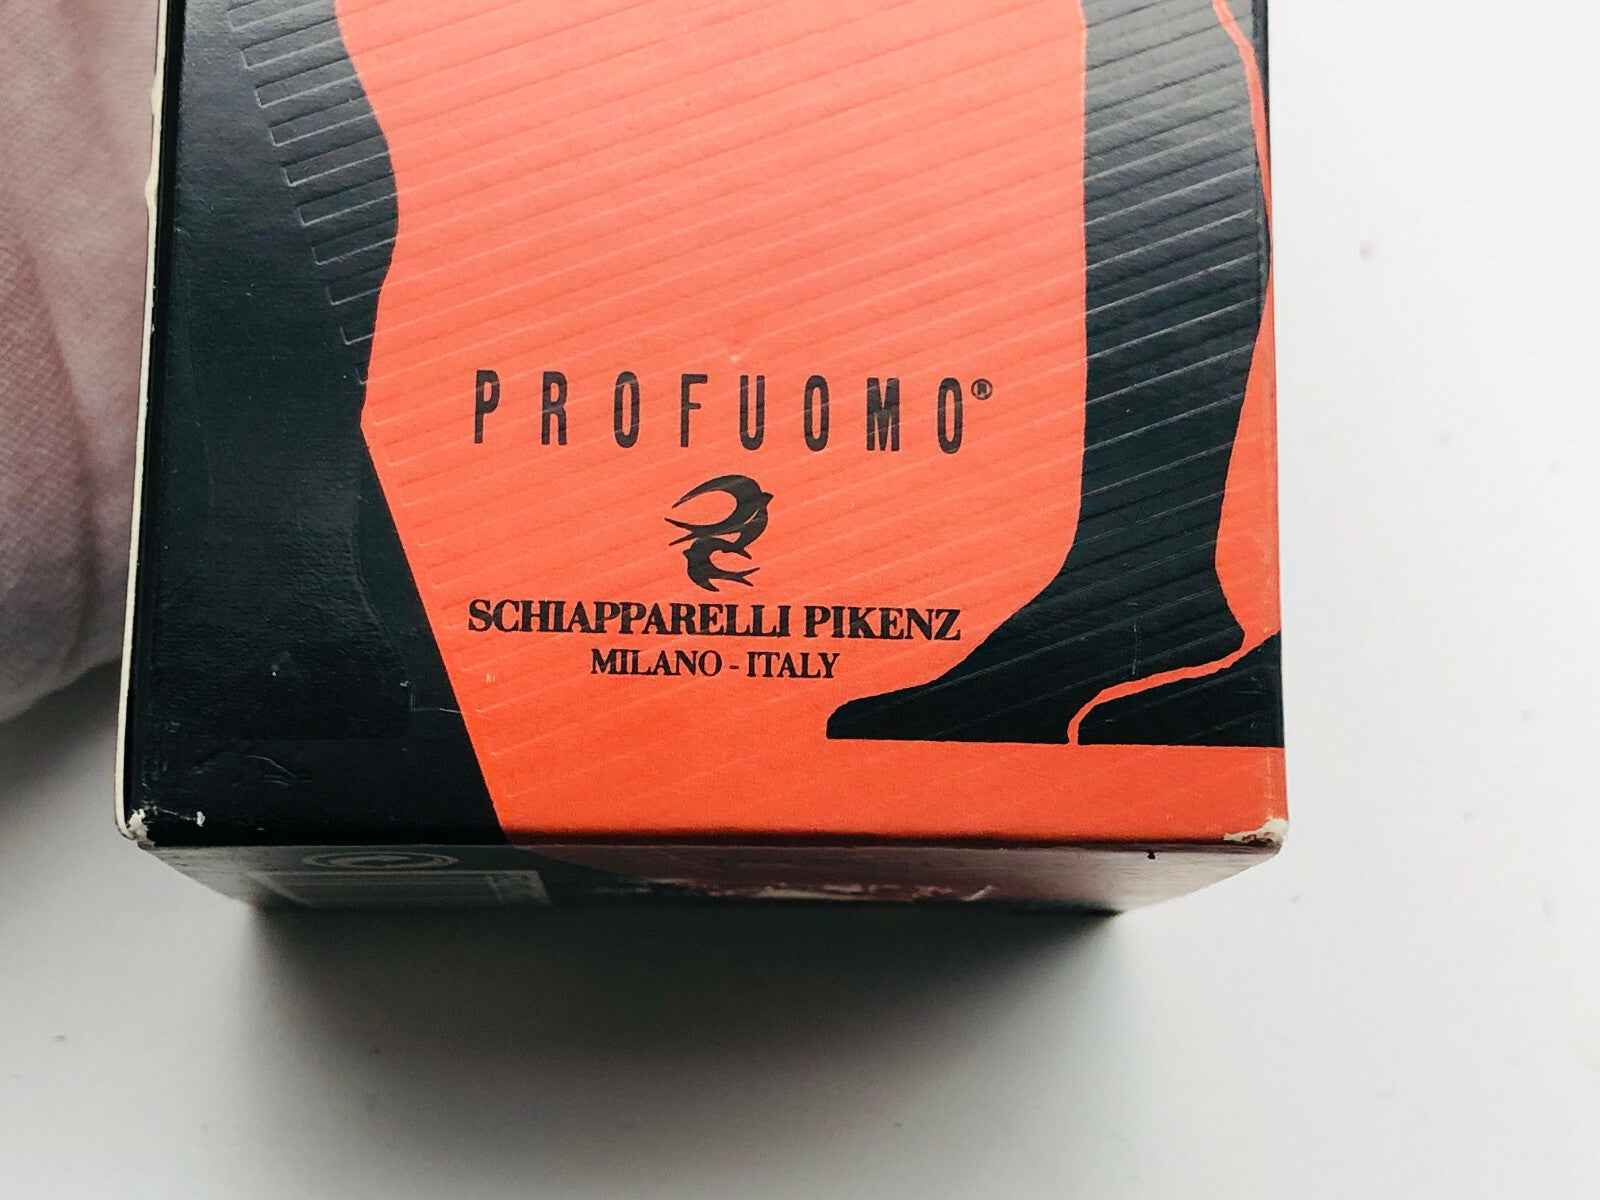 PROFUOMO®
SCHIAPPARELLI PIKENZ
MILANO - ITALY